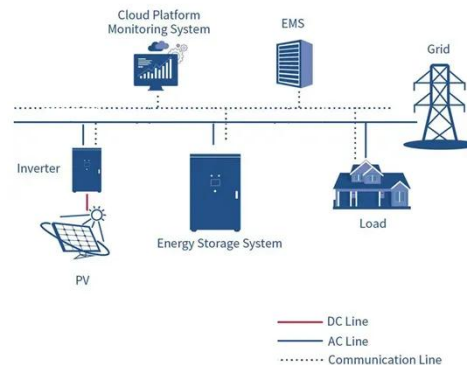 Cloud Platform
Monitoring System
EMS
Grid
Inverter
Energy Storage System
Load
PV
DC Line
AC Line
Communication Line